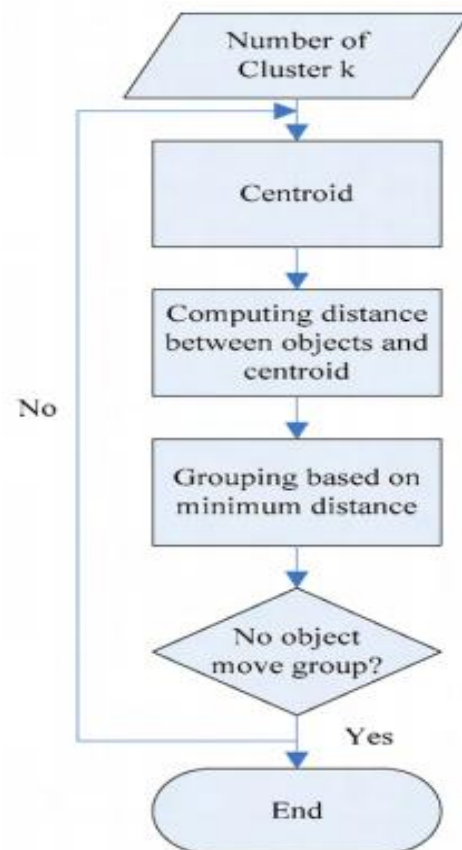 Number of
Cluster k
Centroid
Computing distance
between objects and
centroid
No
Grouping based on
minimum distance
No object
move group?
Yes
End